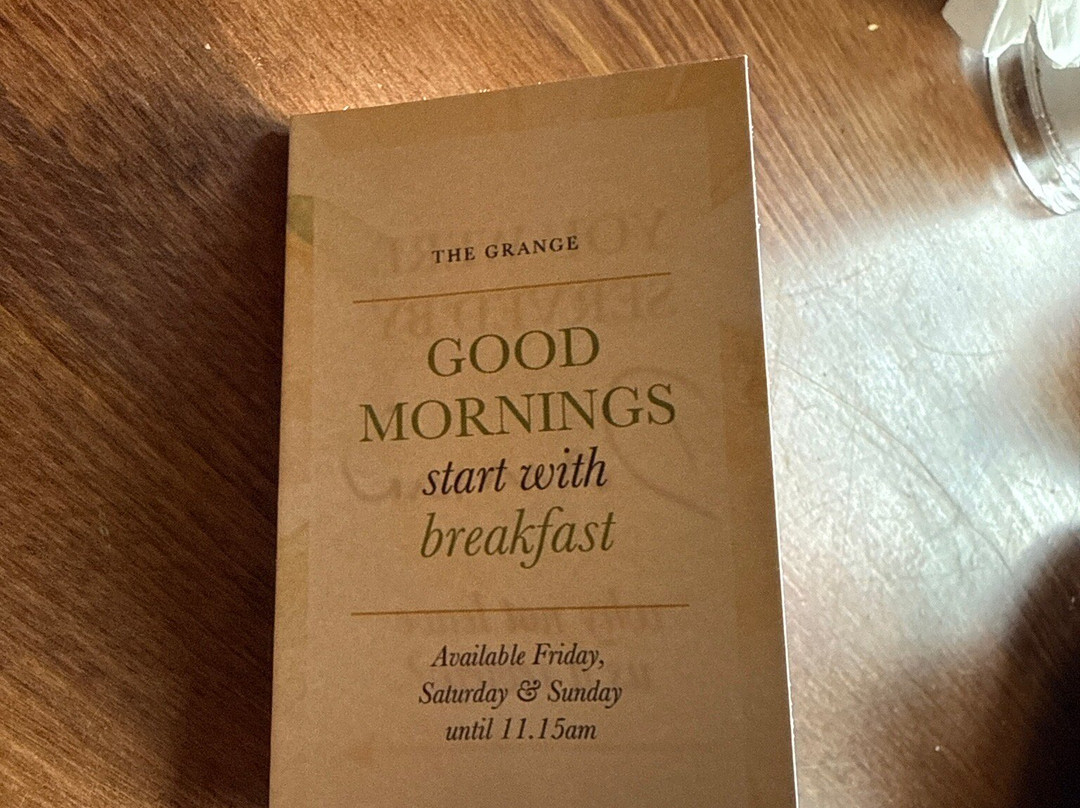 THE GRANGE
GOOD
MORNINGS
start with
breakfast
Available Friday,
Saturday & Sunday
until 11.15am